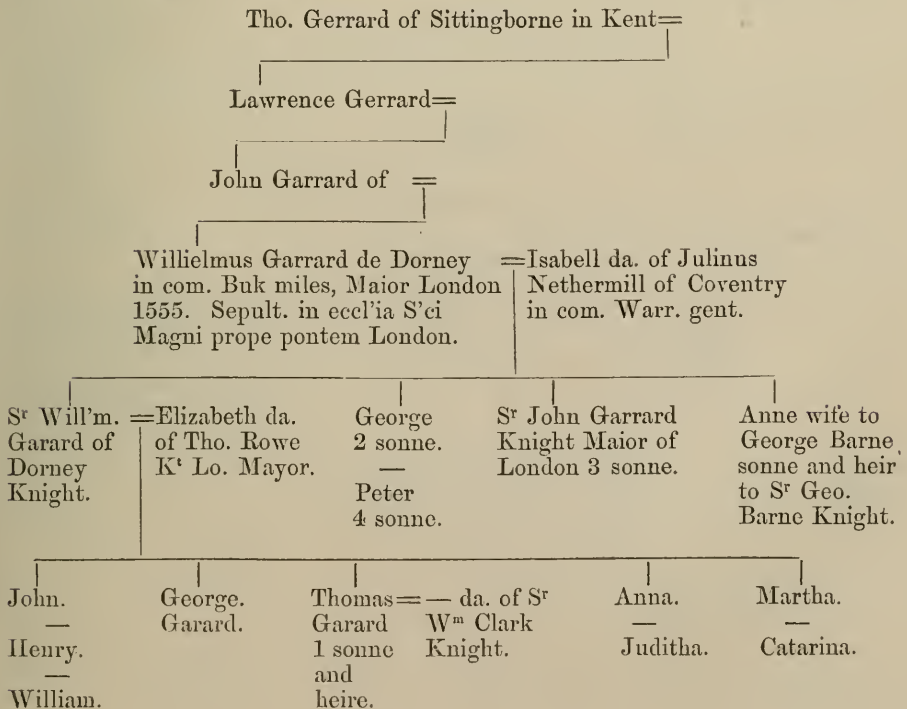 Tho. Gerrard of Sittingborne in Kent=
Lawrence Gerrard=
John Garrard of =
Willielmus Garrard de Dorney
in com. Buk miles, Maior London
1555. Sepult. in eccl'ia S'ci
Magni prope pontem London.
=Isabell da. of Julinus
Nethermill of Coventry
in com. Warr. gent.
Sʳ Will'm.
Garard of
Dorney
Knight.
=Elizabeth da.
of Tho. Rowe
Kᵗ Lo. Mayor.
George
2 sonne.
—
Peter
4 sonne.
Sʳ John Garrard
Knight Maior of
London 3 sonne.
Anne wife to
George Barne
sonne and heir
to Sʳ Geo.
Barne Knight.
John.
—
Henry.
—
William.
George.
Garard.
Thomas=
Garard
1 sonne
and
heire.
— da. of Sʳ
Wᵐ Clark
Knight.
Anna.
—
Juditha.
Martha.
—
Catarina.